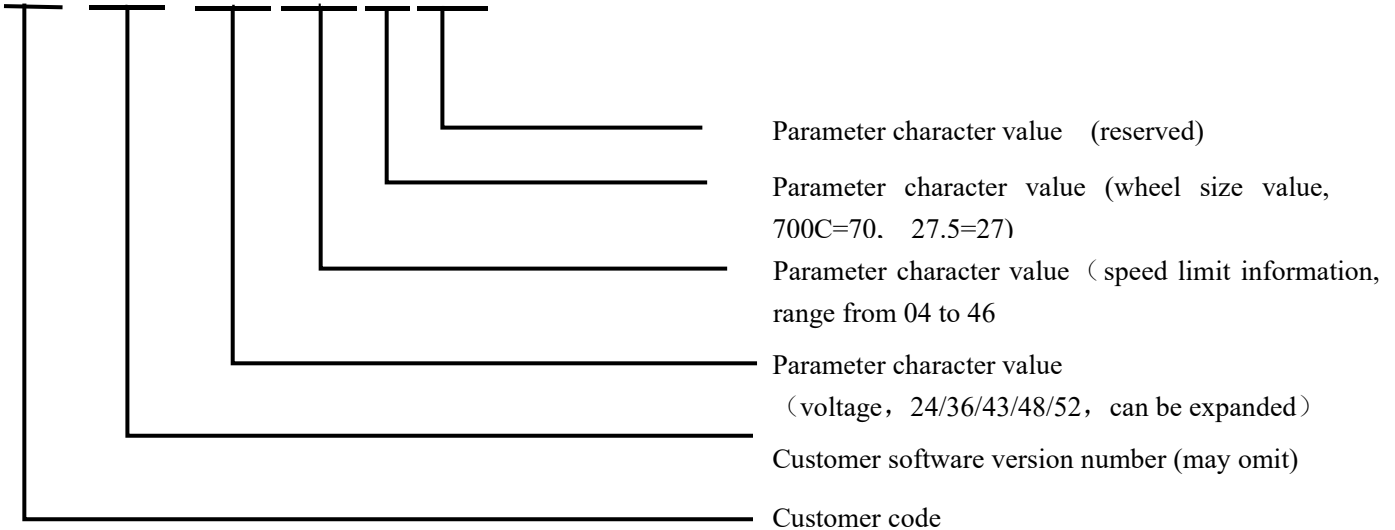 Parameter character value (reserved)
Parameter character value (wheel size value,
700C=70, 27.5=27)
Parameter character value（speed limit information,
range from 04 to 46
Parameter character value
（voltage，24/36/43/48/52，can be expanded）
Customer software version number (may omit)
Customer code